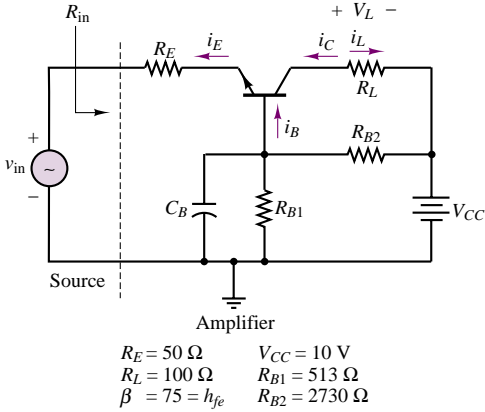 R_in
+ V_L −
R_E
i_E
i_C
i_L
R_L
i_B
R_B2
+
v_in
~
−
C_B
R_B1
V_CC
Source
Amplifier
R_E = 50 Ω V_CC = 10 V
R_L = 100 Ω R_B1 = 513 Ω
β = 75 = h_fe R_B2 = 2730 Ω